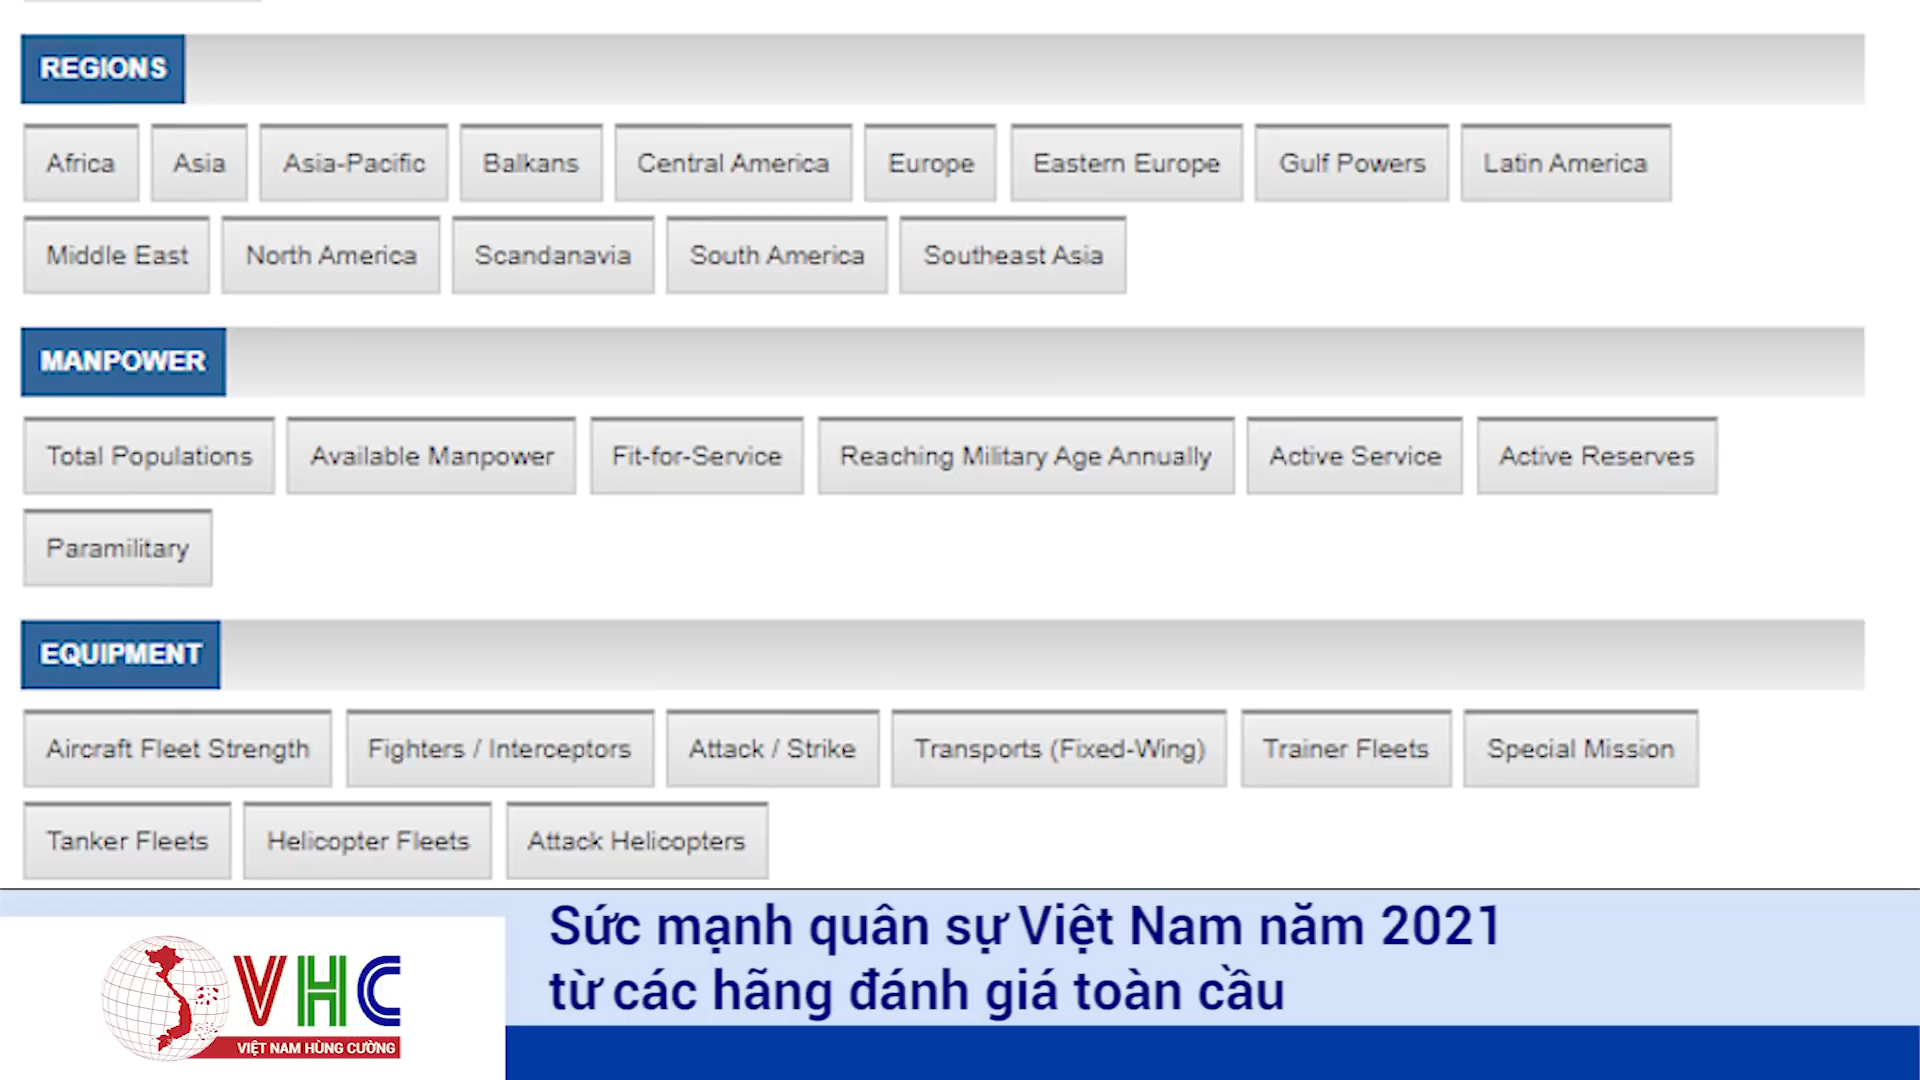 REGIONS
Africa Asia Asia-Pacific Balkans Central America Europe Eastern Europe Gulf Powers Latin America
Middle East North America Scandanavia South America Southeast Asia
MANPOWER
Total Populations Available Manpower Fit-for-Service Reaching Military Age Annually Active Service Active Reserves
Paramilitary
EQUIPMENT
Aircraft Fleet Strength Fighters / Interceptors Attack / Strike Transports (Fixed-Wing) Trainer Fleets Special Mission
Tanker Fleets Helicopter Fleets Attack Helicopters
Sức mạnh quân sự Việt Nam năm 2021
từ các hãng đánh giá toàn cầu
VHC
VIỆT NAM HÙNG CƯỜNG